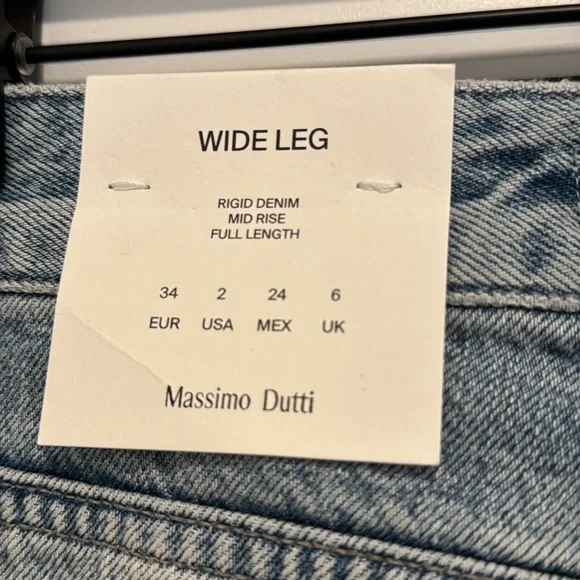 WIDE LEG
RIGID DENIM
MID RISE
FULL LENGTH
34 2 24 6
EUR USA MEX UK
Massimo Dutti